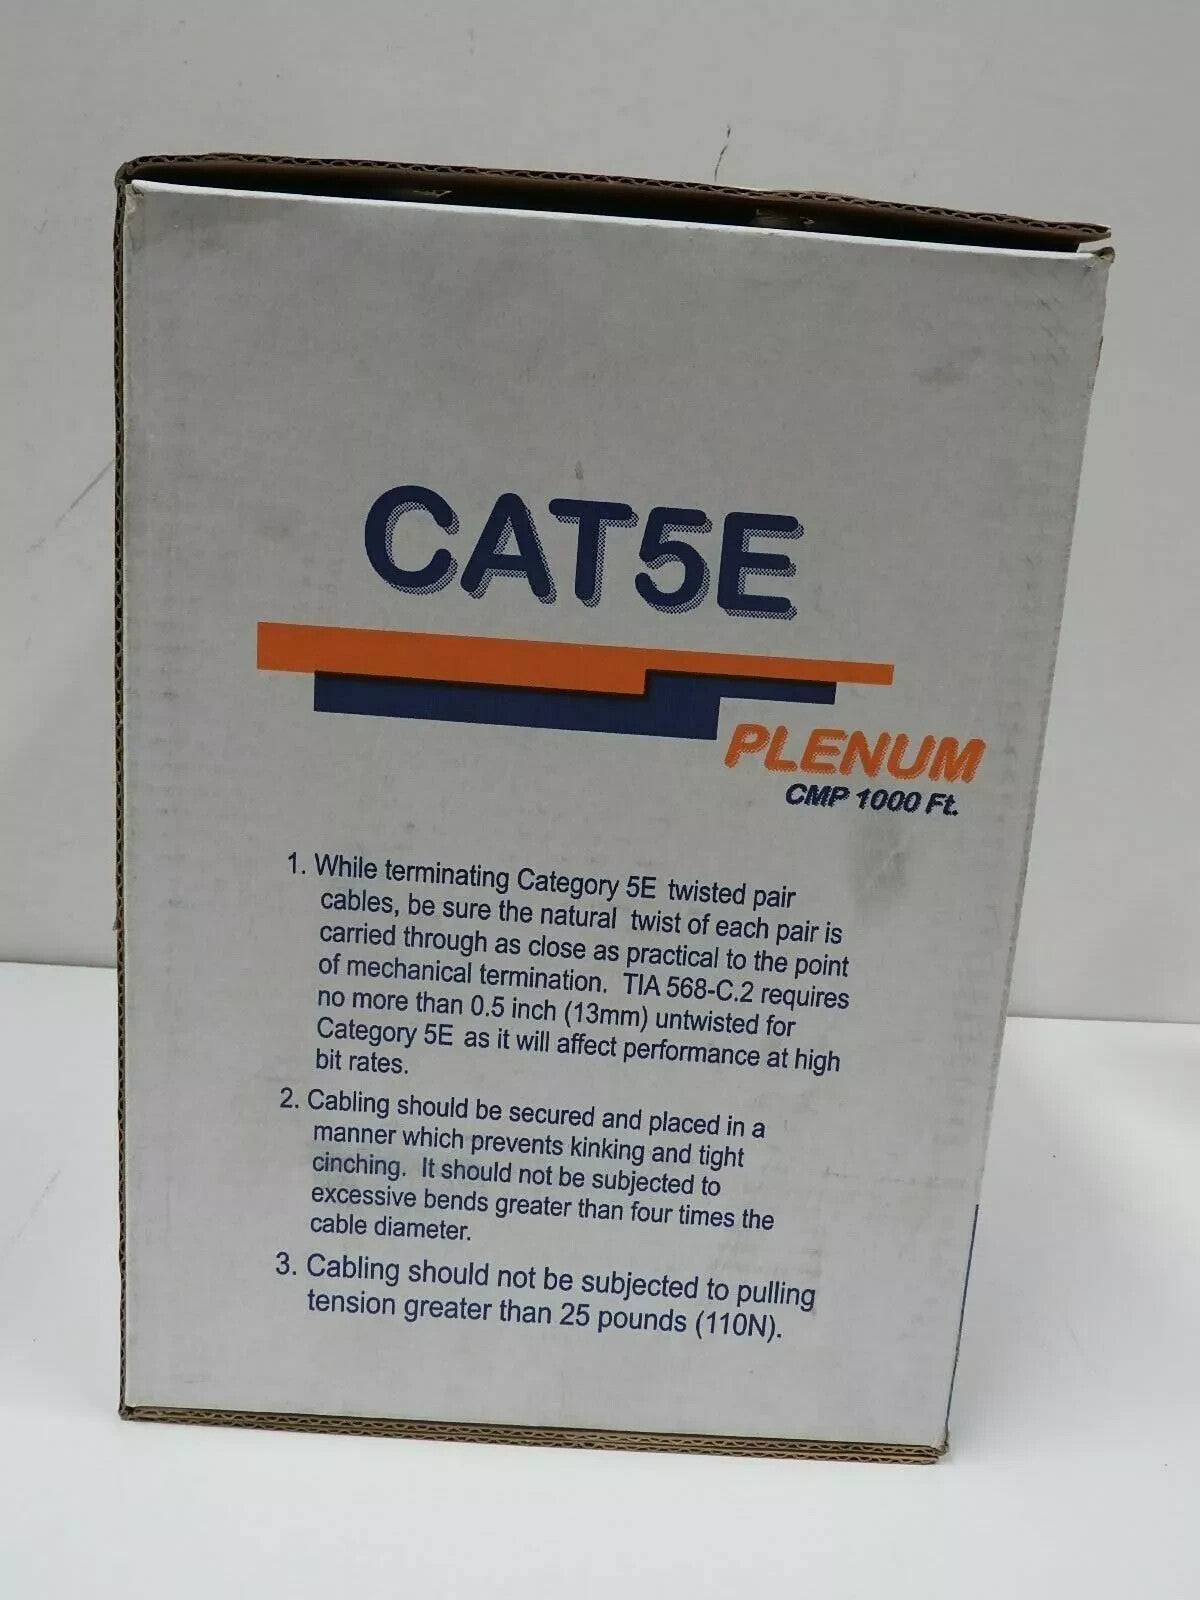 CAT5E
PLENUM
CMP 1000 Ft.
1. While terminating Category 5E twisted pair
cables, be sure the natural twist of each pair is
carried through as close as practical to the point
of mechanical termination. TIA 568-C.2 requires
no more than 0.5 inch (13mm) untwisted for
Category 5E as it will affect performance at high
bit rates.
2. Cabling should be secured and placed in a
manner which prevents kinking and tight
cinching. It should not be subjected to
excessive bends greater than four times the
cable diameter.
3. Cabling should not be subjected to pulling
tension greater than 25 pounds (110N).